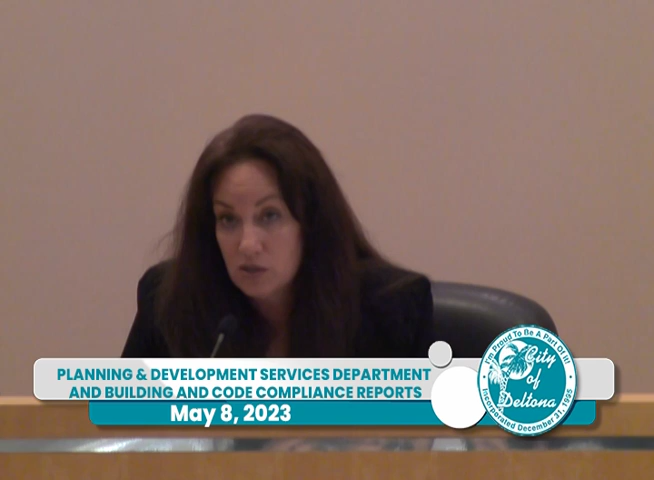 PLANNING & DEVELOPMENT SERVICES DEPARTMENT
AND BUILDING AND CODE COMPLIANCE REPORTS
May 8, 2023
I'm Proud To Be A Part Of It!
City
of
Deltona
Incorporated December 31, 1995